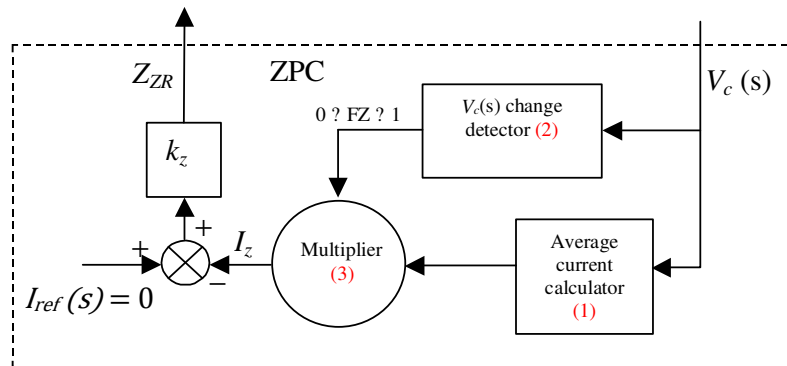 Z_ZR
ZPC
V_c (s)
0 ? FZ ? 1
V_c(s) change
detector (2)
k_z
+
+
I_z
−
Multiplier
(3)
Average
current
calculator
(1)
I_ref (s) = 0